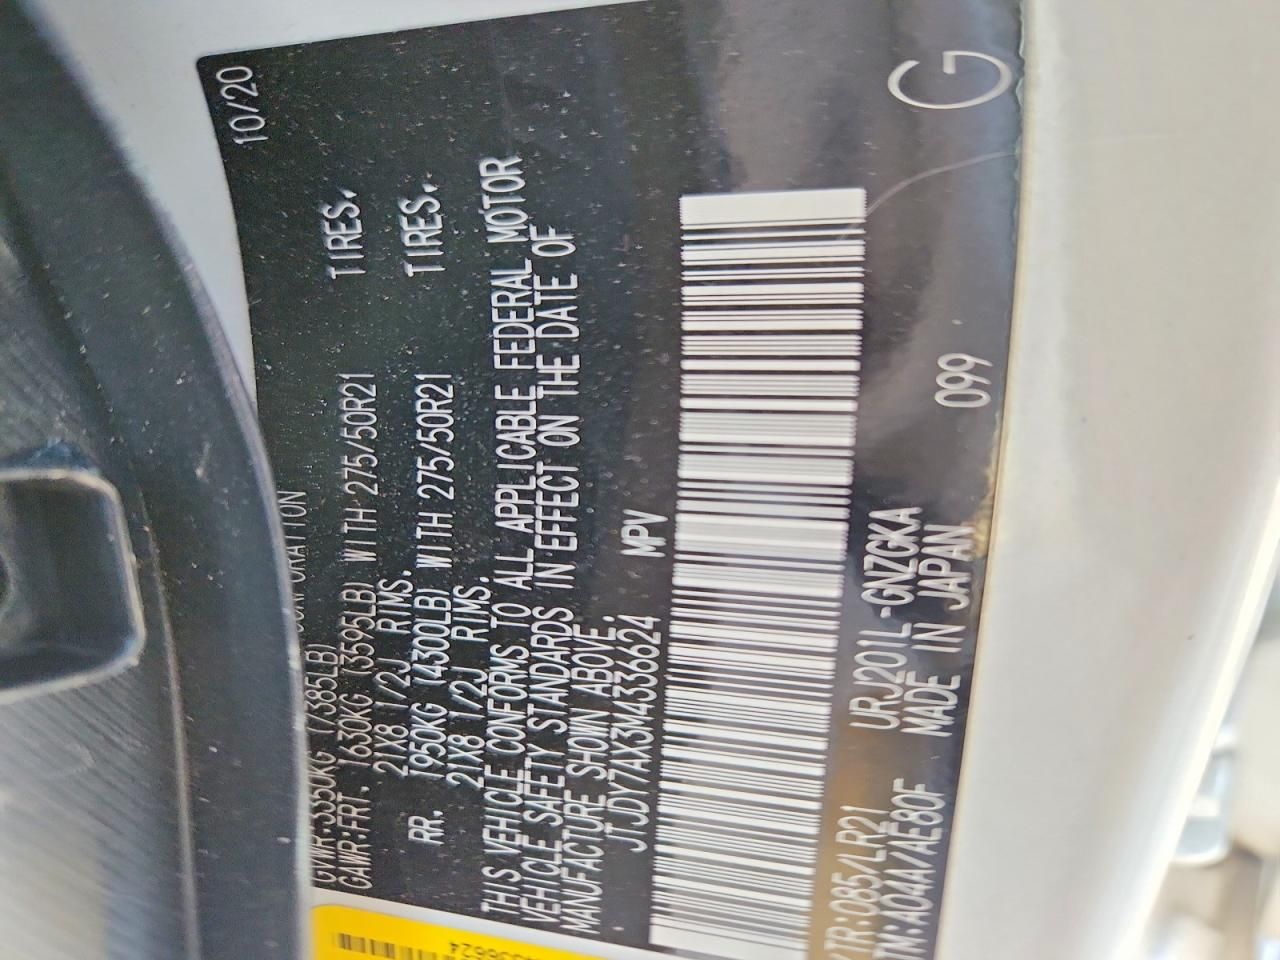 10/20
GVWR:3350KG (7385LB)
GAWR:FRT. 1630KG (3595LB) WITH 275/50R21 TIRES.
21X8 1/2J RIMS.
RR. 1950KG (4300LB) WITH 275/50R21 TIRES.
21X8 1/2J RIMS.
THIS VEHICLE CONFORMS TO ALL APPLICABLE FEDERAL MOTOR
VEHICLE SAFETY STANDARDS IN EFFECT ON THE DATE OF
MANUFACTURE SHOWN ABOVE.
JTJDY7AX3M4336624 MPV
/TR:085/LR21 URJ201L-GNZGKA
TM:A04A/AE80F MADE IN JAPAN 099
G